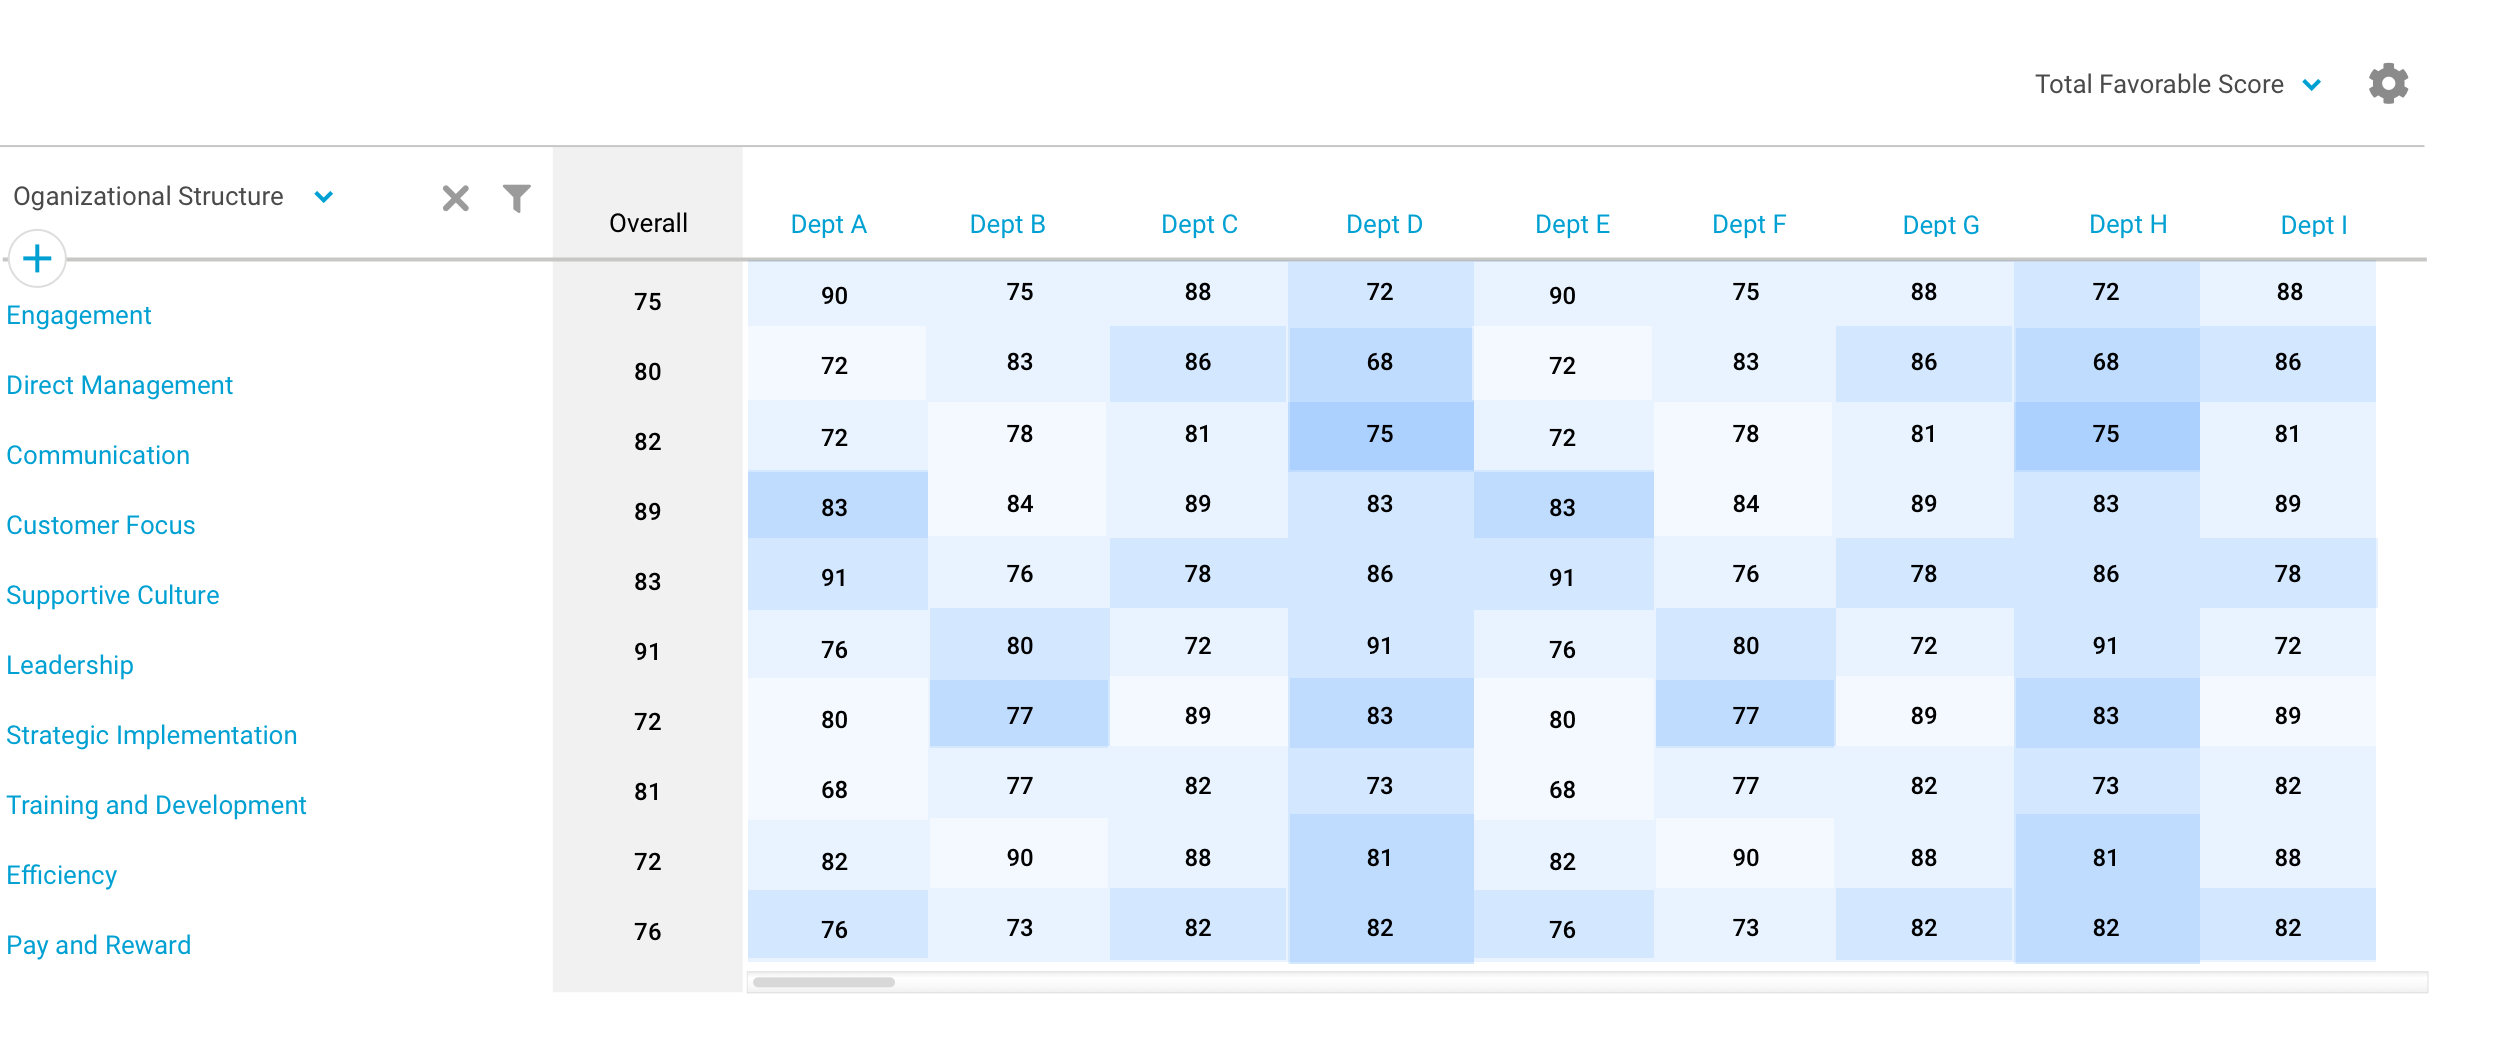 Total Favorable Score
Oganizational Structure
Overall Dept A Dept B Dept C Dept D Dept E Dept F Dept G Dept H Dept I
Engagement 75 90 75 88 72 90 75 88 72 88
Direct Management 80 72 83 86 68 72 83 86 68 86
Communication 82 72 78 81 75 72 78 81 75 81
Customer Focus 89 83 84 89 83 83 84 89 83 89
Supportive Culture 83 91 76 78 86 91 76 78 86 78
Leadership 91 76 80 72 91 76 80 72 91 72
Strategic Implementation 72 80 77 89 83 80 77 89 83 89
Training and Development 81 68 77 82 73 68 77 82 73 82
Efficiency 72 82 90 88 81 82 90 88 81 88
Pay and Reward 76 76 73 82 82 76 73 82 82 82